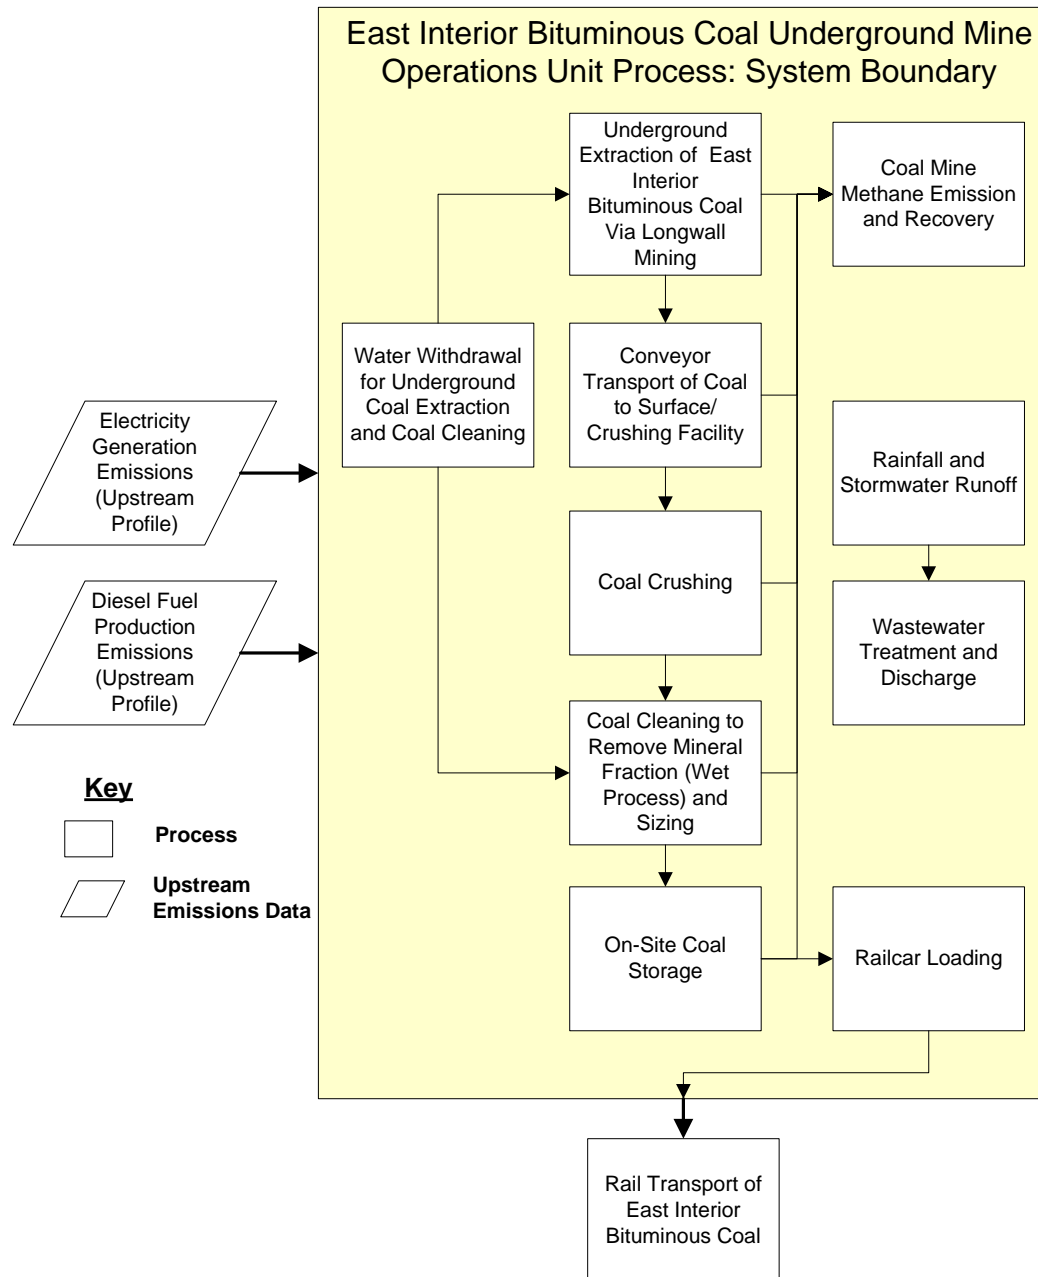 East Interior Bituminous Coal Underground Mine
Operations Unit Process: System Boundary
Underground
Extraction of East
Interior
Bituminous Coal
Via Longwall
Mining
Coal Mine
Methane Emission
and Recovery
Water Withdrawal
for Underground
Coal Extraction
and Coal Cleaning
Conveyor
Transport of Coal
to Surface/
Crushing Facility
Electricity
Generation
Emissions
(Upstream
Profile)
Rainfall and
Stormwater Runoff
Coal Crushing
Diesel Fuel
Production
Emissions
(Upstream
Profile)
Wastewater
Treatment and
Discharge
Coal Cleaning to
Remove Mineral
Fraction (Wet
Process) and
Sizing
Key
Process
Upstream
Emissions Data
On-Site Coal
Storage
Railcar Loading
Rail Transport of
East Interior
Bituminous Coal